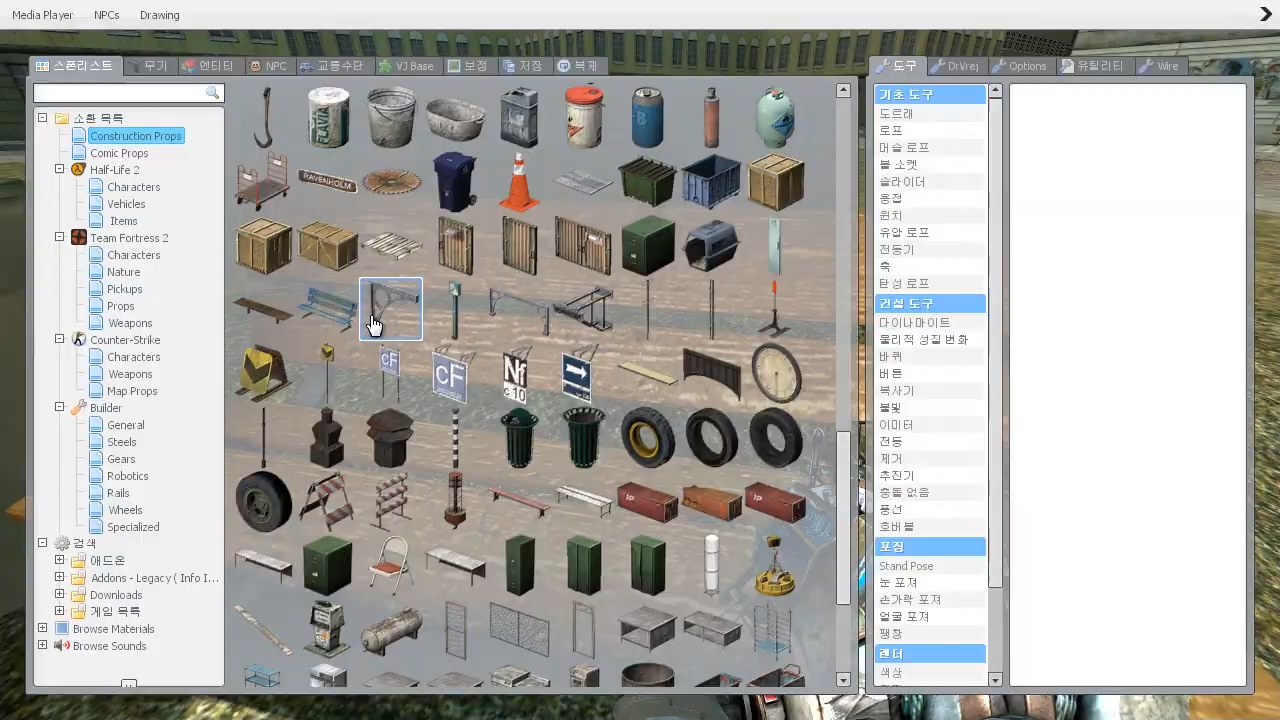 Media Player NPCs Drawing
스폰리스트 무기 엔티티 NPC 교통수단 VJ Base 보정 저장 복제
도구 DrVrej Options 유틸리티 Wire
소환 목록
Construction Props
Comic Props
Half-Life 2
Characters
Vehicles
Items
Team Fortress 2
Characters
Nature
Pickups
Props
Weapons
Counter-Strike
Characters
Weapons
Map Props
Builder
General
Steels
Gears
Robotics
Rails
Wheels
Specialized
검색
애드온
Addons - Legacy ( Info I...
Downloads
게임 목록
Browse Materials
Browse Sounds
FLAVIA
B
RAVENHOLM
cF
cF
Nf
c 10
기초 도구
도르래
로프
머슬 로프
볼 소켓
슬라이더
용접
윈치
유압 로프
전동기
축
탄성 로프
건설 도구
다이나마이트
물리적 성질 변화
바퀴
버튼
복사기
불빛
이미터
전등
제거
추진기
충돌 없음
풍선
호버볼
포징
Stand Pose
눈 포져
손가락 포져
얼굴 포져
팽창
렌더
색상